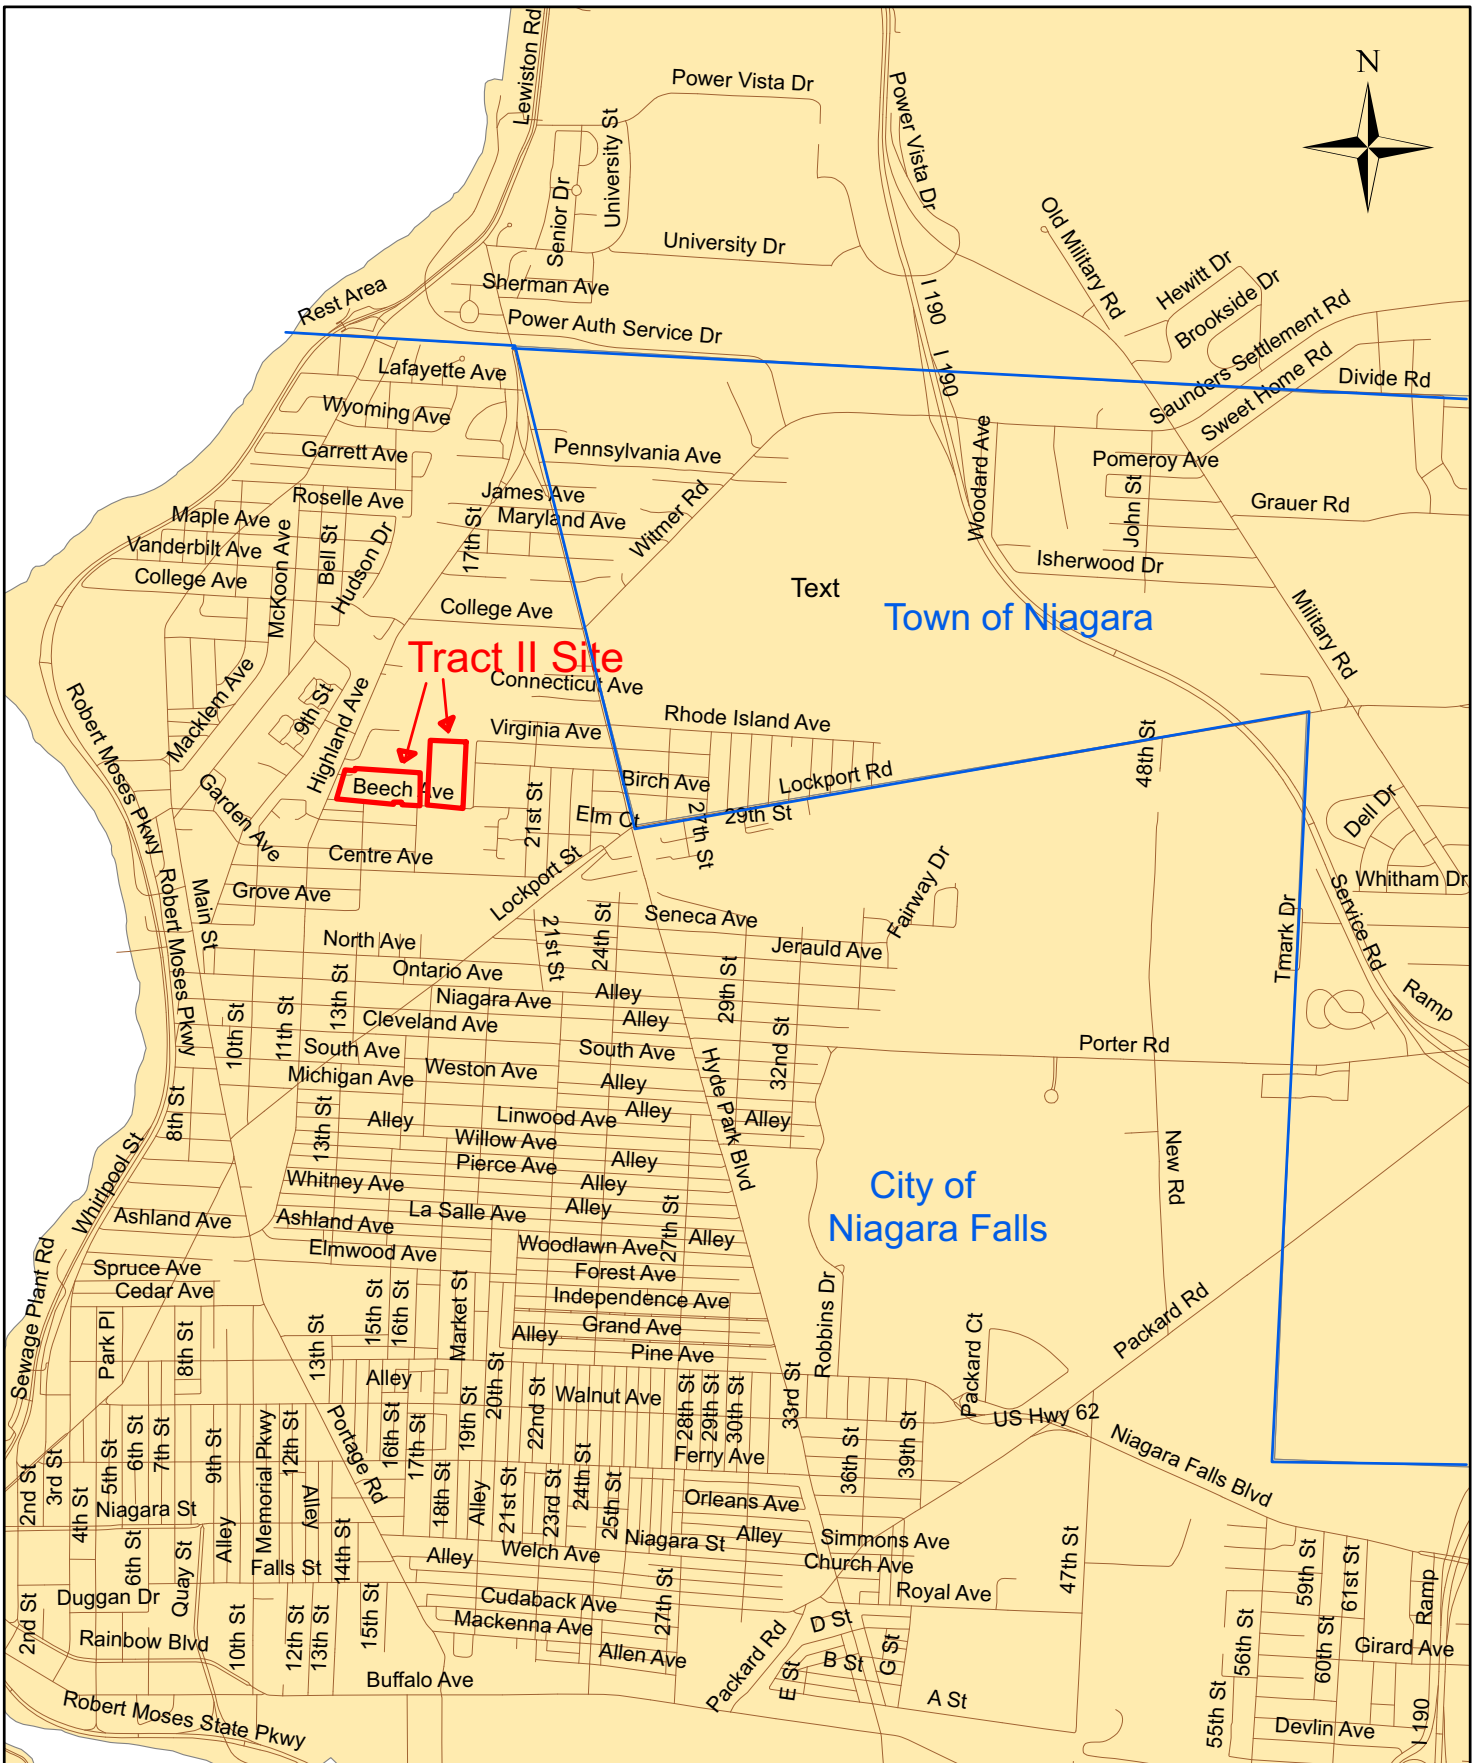 Lewiston Rd
Power Vista Dr
N
Power Vista Dr
University St
Senior Dr
University Dr
Old Military Rd
Hewitt Dr
Brookside Dr
Sherman Ave
Rest Area
I 190
Saunders Settlement Rd
Power Auth Service Dr
I 190
Sweet Home Rd
Divide Rd
Lafayette Ave
Wyoming Ave
Garrett Ave
Pennsylvania Ave
Woodard Ave
Pomeroy Ave
Roselle Ave
James Ave
Grauer Rd
Maple Ave
Maryland Ave
Witmer Rd
John St
Vanderbilt Ave
McKoon Ave
Bell St
Hudson Dr
17th St
Isherwood Dr
College Ave
Text
College Ave
Town of Niagara
Military Rd
Tract II Site
Connecticut Ave
Macklem Ave
9th St
Highland Ave
Robert Moses Pkwy
Virginia Ave
Rhode Island Ave
48th St
Birch Ave
Lockport Rd
Beech Ave
Garden Ave
21st St
Elm Ct
27th St
29th St
Dell Dr
Centre Ave
Lockport St
Grove Ave
Fairway Dr
Whitham Dr
Main St
Robert Moses Pkwy
Seneca Ave
Service Rd
Tmark Dr
North Ave
21st St
24th St
Jerauld Ave
Ontario Ave
Alley
Niagara Ave
29th St
Ramp
13th St
11th St
10th St
Cleveland Ave
Alley
32nd St
South Ave
South Ave
Porter Rd
Weston Ave
Michigan Ave
Alley
Hyde Park Blvd
8th St
13th St
Alley
Linwood Ave
Alley
Alley
Willow Ave
Pierce Ave
Alley
New Rd
Whirlpool St
Whitney Ave
Alley
City of
Niagara Falls
La Salle Ave
Alley
27th St
Ashland Ave
Ashland Ave
Alley
Elmwood Ave
Woodlawn Ave
Sewage Plant Rd
Spruce Ave
Forest Ave
Cedar Ave
Independence Ave
Robbins Dr
Packard Rd
Park Pl
8th St
13th St
15th St
16th St
Market St
Alley
Grand Ave
Pine Ave
Packard Ct
Alley
20th St
22nd St
Walnut Ave
28th St
29th St
30th St
33rd St
US Hwy 62
19th St
Portage Rd
16th St
17th St
6th St
7th St
9th St
Memorial Pkwy
12th St
5th St
3rd St
2nd St
4th St
Ferry Ave
36th St
39th St
Niagara Falls Blvd
Niagara St
Alley
Alley
18th St
Alley
21st St
23rd St
24th St
25th St
Orleans Ave
Niagara St
Alley
Simmons Ave
Church Ave
47th St
6th St
Quay St
Falls St
14th St
Alley
Welch Ave
Duggan Dr
Royal Ave
59th St
61st St
Ramp
2nd St
Cudaback Ave
27th St
Mackenna Ave
D St
Rainbow Blvd
10th St
12th St
13th St
15th St
Allen Ave
Packard Rd
E St
B St
G St
56th St
60th St
Girard Ave
Buffalo Ave
A St
55th St
Devlin Ave
I 190
Robert Moses State Pkwy